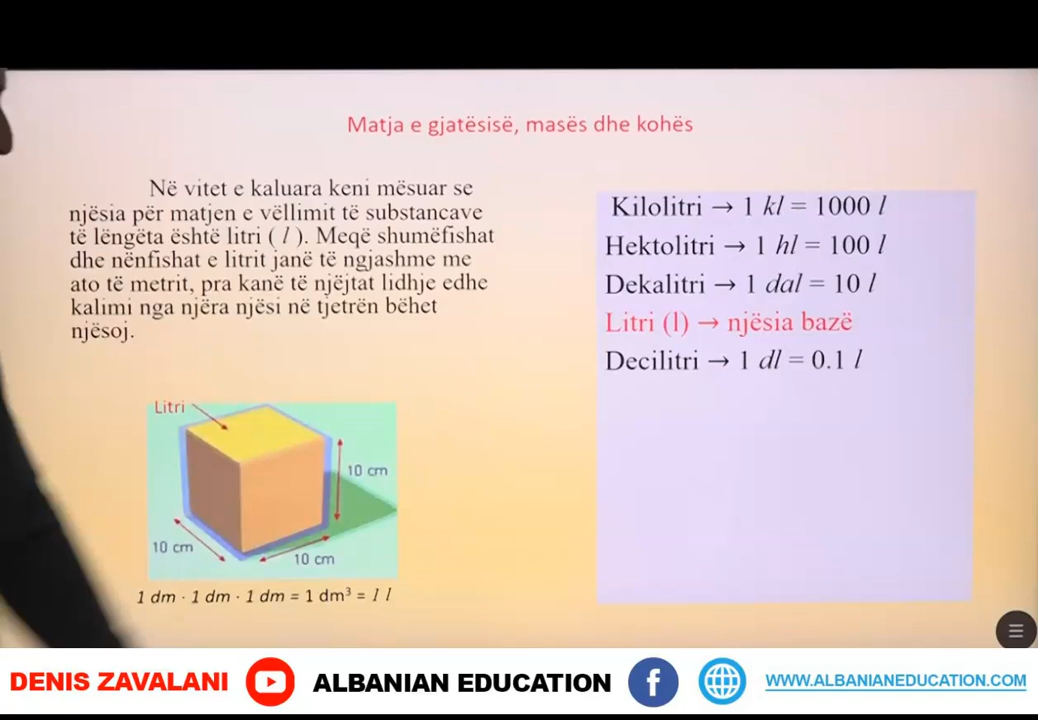 Matja e gjatësisë, masës dhe kohës
Në vitet e kaluara keni mësuar se
njësia për matjen e vëllimit të substancave
të lëngëta është litri ( l ). Meqë shumëfishat
dhe nënfishat e litrit janë të ngjashme me
ato të metrit, pra kanë të njëjtat lidhje edhe
kalimi nga njëra njësi në tjetrën bëhet
njësoj.
Litri
10 cm
10 cm
10 cm
1 dm · 1 dm · 1 dm = 1 dm³ = 1 l
Kilolitri → 1 kl = 1000 l
Hektolitri → 1 hl = 100 l
Dekalitri → 1 dal = 10 l
Litri (l) → njësia bazë
Decilitri → 1 dl = 0.1 l
DENIS ZAVALANI ALBANIAN EDUCATION f WWW.ALBANIANEDUCATION.COM